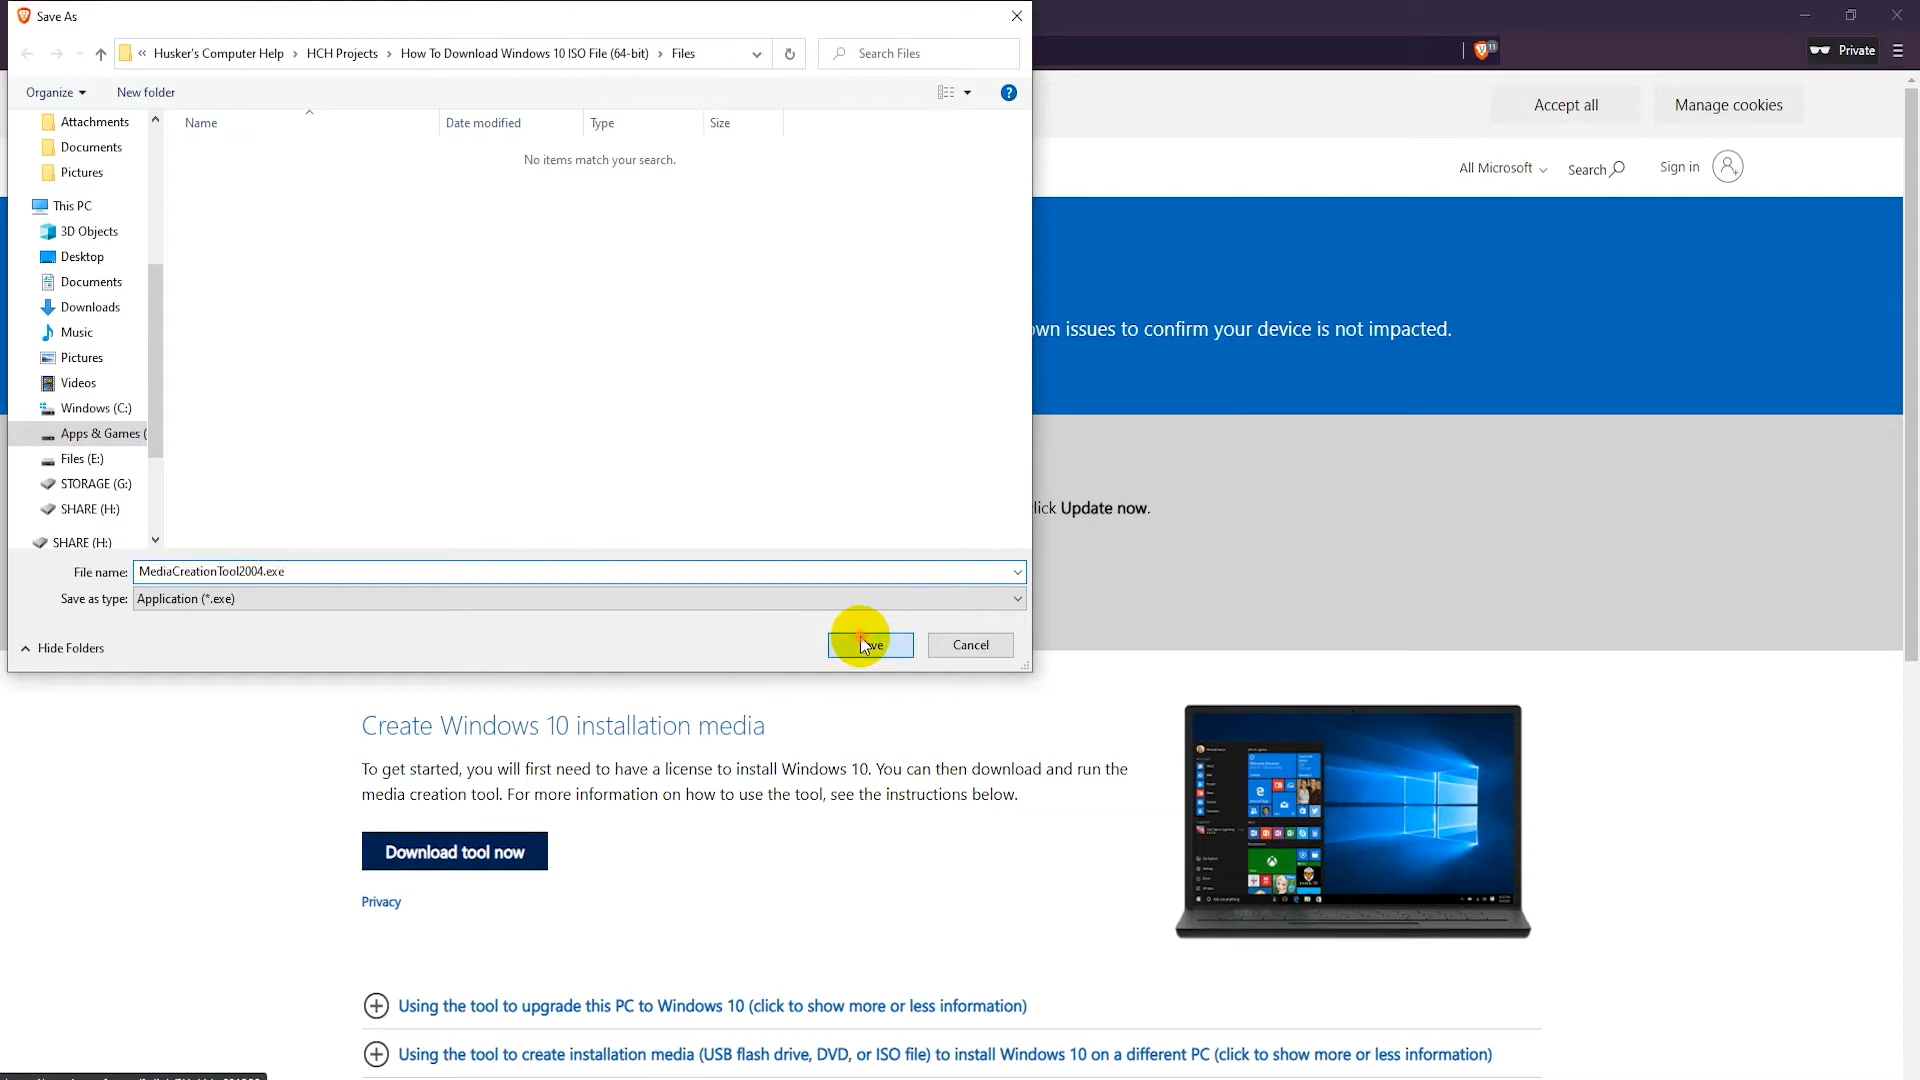 Save As
« Husker's Computer Help › HCH Projects › How To Download Windows 10 ISO File (64-bit) › Files
Search Files
11
Private
Organize
New folder
?
Name
Date modified
Type
Size
No items match your search.
Attachments
Documents
Pictures
This PC
3D Objects
Desktop
Documents
Downloads
Music
Pictures
Videos
Windows (C:)
Apps & Games (
Files (E:)
STORAGE (G:)
SHARE (H:)
SHARE (H:)
File name: MediaCreationTool2004.exe
Save as type: Application (*.exe)
Hide Folders
Cancel
Accept all
Manage cookies
All Microsoft
Search
Sign in
own issues to confirm your device is not impacted.
lick Update now.
Create Windows 10 installation media
To get started, you will first need to have a license to install Windows 10. You can then download and run the
media creation tool. For more information on how to use the tool, see the instructions below.
Download tool now
Privacy
Using the tool to upgrade this PC to Windows 10 (click to show more or less information)
Using the tool to create installation media (USB flash drive, DVD, or ISO file) to install Windows 10 on a different PC (click to show more or less information)